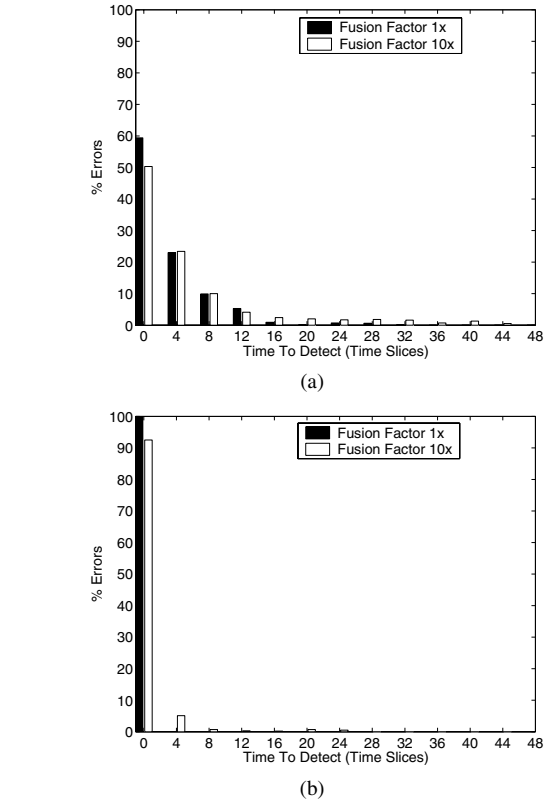 100
90
80
70
60
50
40
30
20
10
0
% Errors
Fusion Factor 1x
Fusion Factor 10x
0 4 8 12 16 20 24 28 32 36 40 44 48
Time To Detect (Time Slices)
(a)
100
90
80
70
60
50
40
30
20
10
0
% Errors
Fusion Factor 1x
Fusion Factor 10x
0 4 8 12 16 20 24 28 32 36 40 44 48
Time To Detect (Time Slices)
(b)